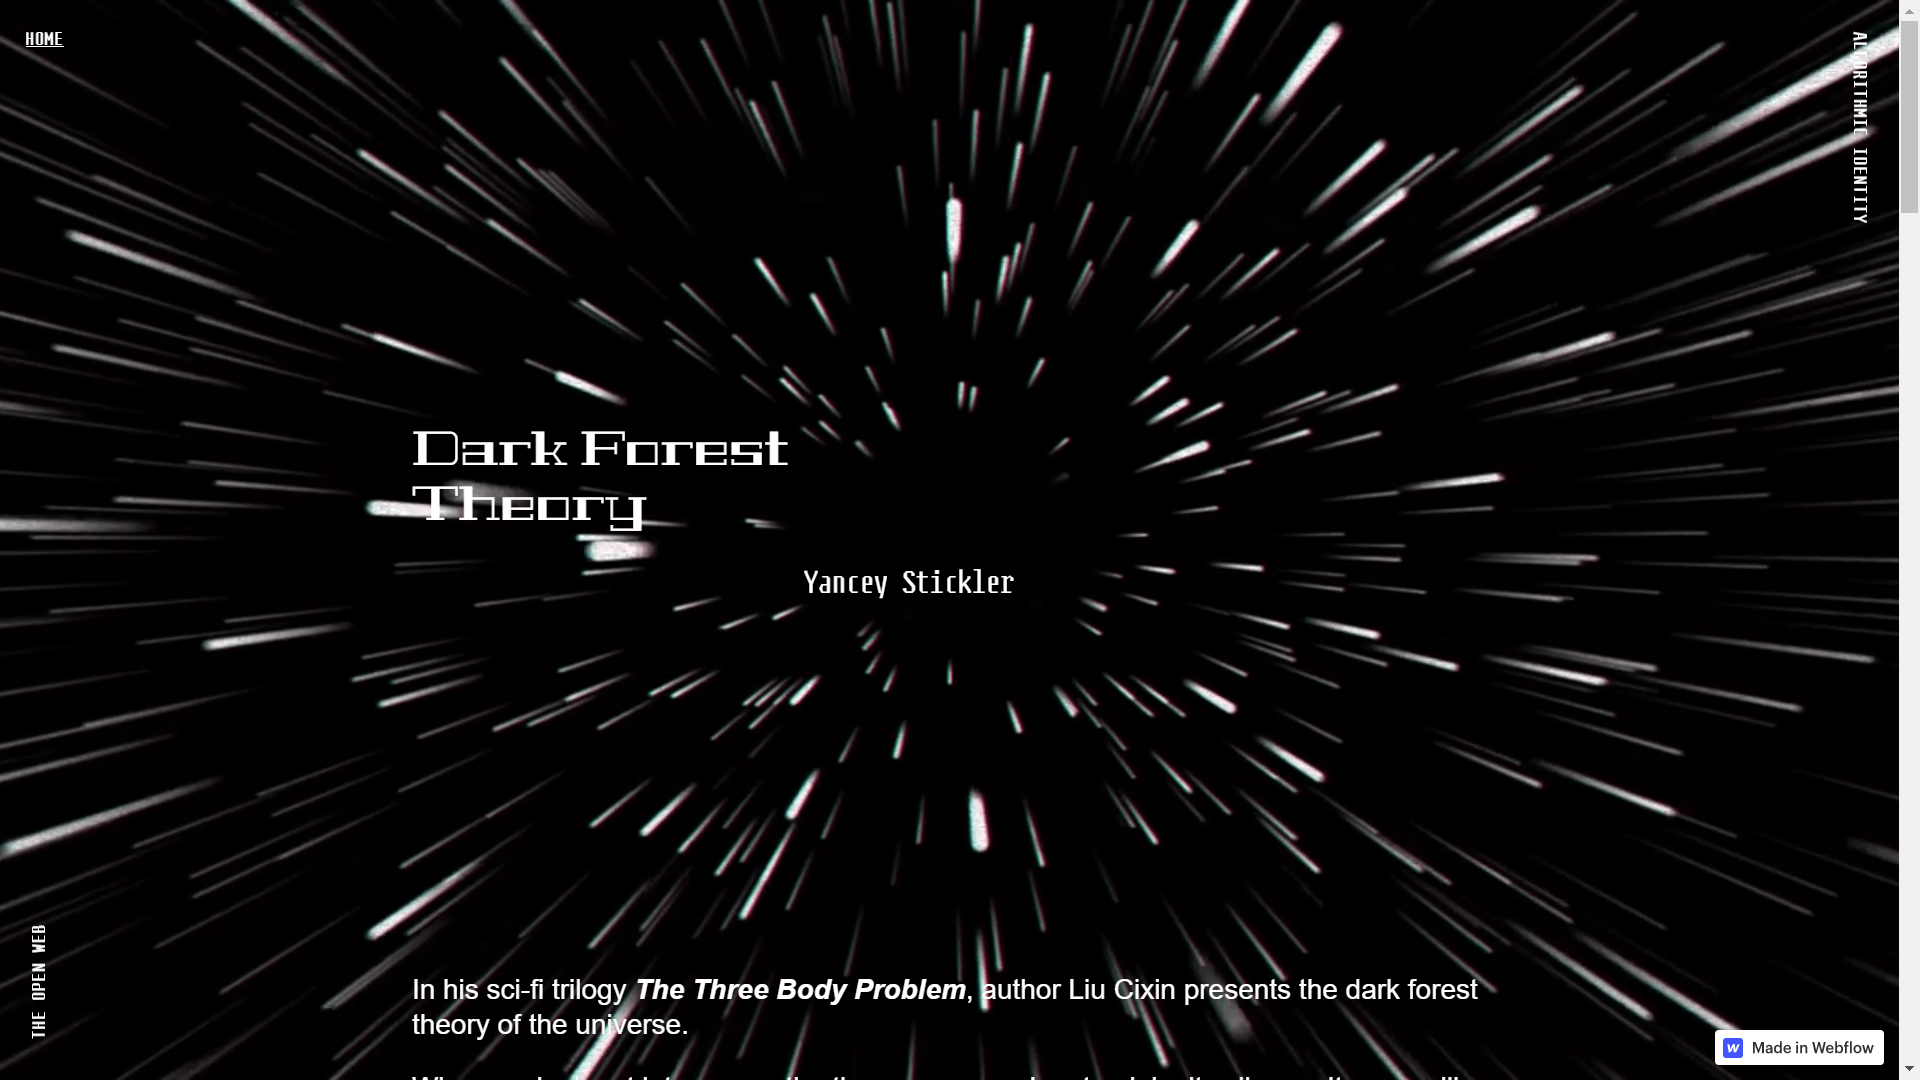 HOME
ALGORITHMIC IDENTITY
Dark Forest
Theory
Yancey Stickler
THE OPEN WEB
In his sci-fi trilogy The Three Body Problem, author Liu Cixin presents the dark forest
theory of the universe.
Made in Webflow